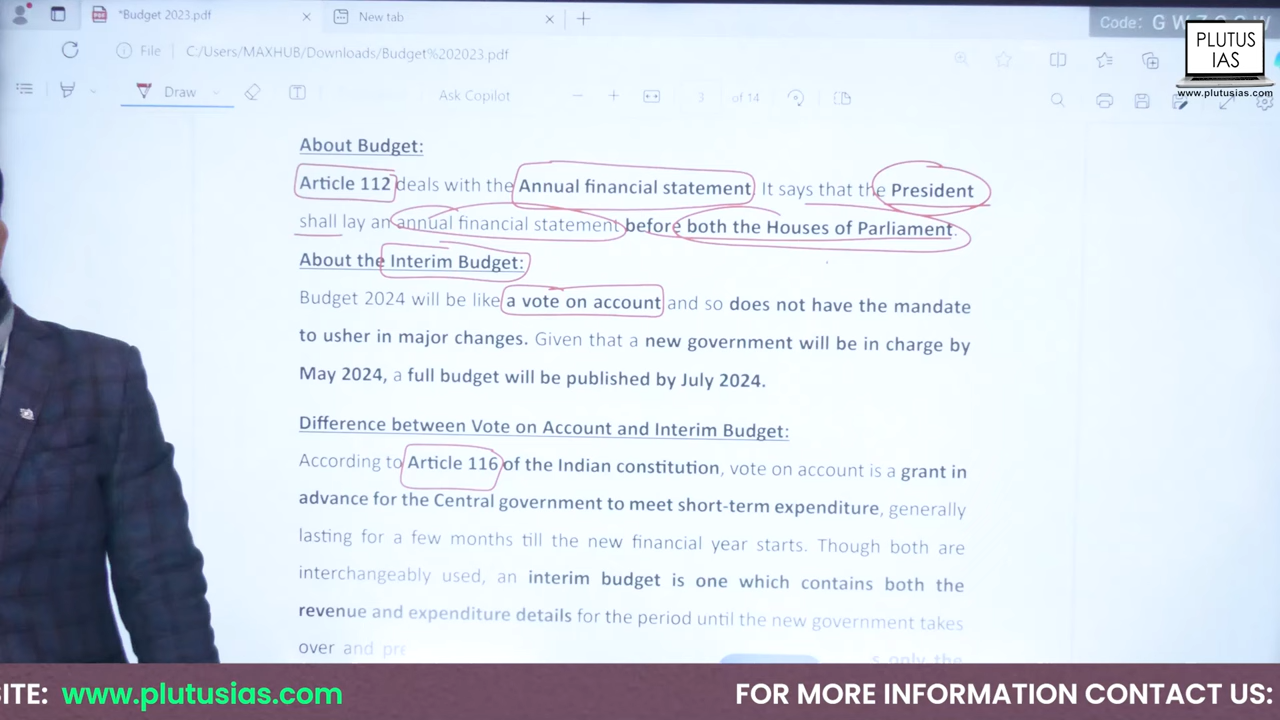 *Budget 2023.pdf
New tab
Code: G W
PLUTUS
IAS
www.plutusias.com
File
C:/Users/MAXHUB/Downloads/Budget%202023.pdf
Draw
Ask Copilot
3 of 14
About Budget:
Article 112 deals with the Annual financial statement It says that the President
shall lay an annual financial statement before both the Houses of Parliament.
About the Interim Budget:
Budget 2024 will be like a vote on account and so does not have the mandate
to usher in major changes. Given that a new government will be in charge by
May 2024, a full budget will be published by July 2024.
Difference between Vote on Account and Interim Budget:
According to Article 116 of the Indian constitution, vote on account is a grant in
advance for the Central government to meet short-term expenditure, generally
lasting for a few months till the new financial year starts. Though both are
interchangeably used, an interim budget is one which contains both the
revenue and expenditure details for the period until the new government takes
over and pre
s only the
SITE: www.plutusias.com
FOR MORE INFORMATION CONTACT US: